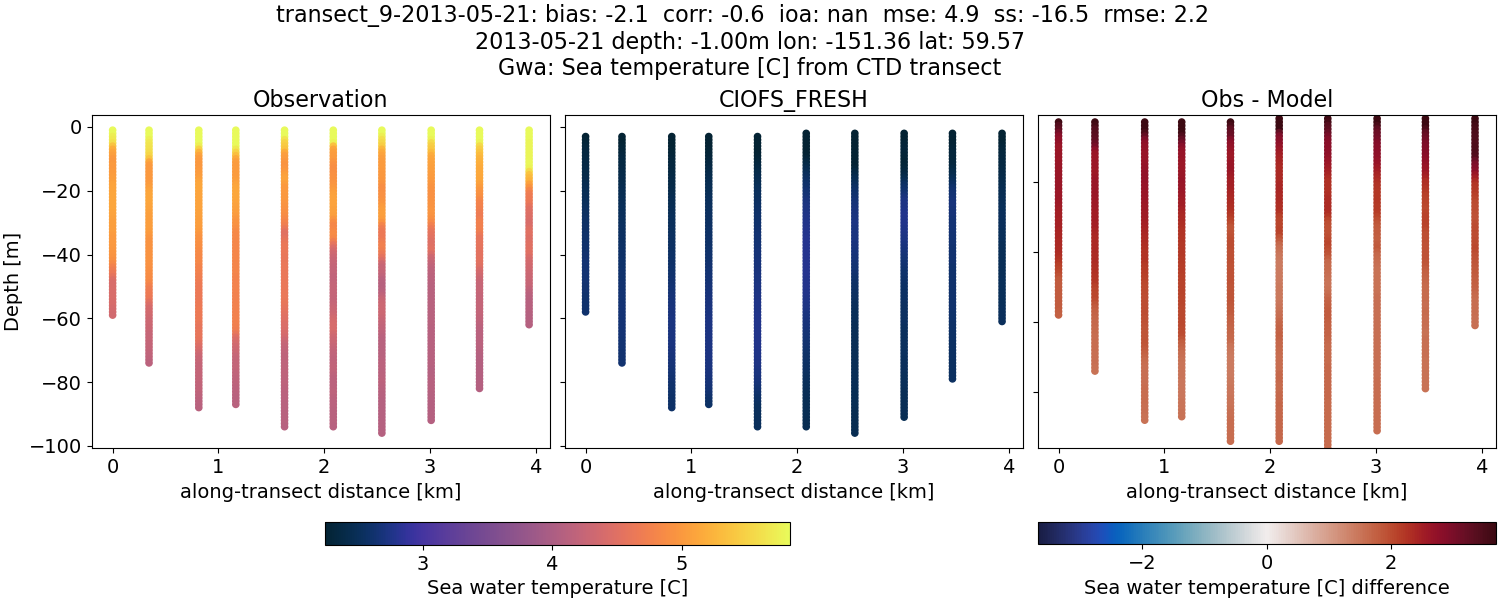 transect_9-2013-05-21: bias: -2.1  corr: -0.6  ioa: nan  mse: 4.9  ss: -16.5  rmse: 2.2
2013-05-21 depth: -1.00m lon: -151.36 lat: 59.57
Gwa: Sea temperature [C] from CTD transect
Observation
CIOFS_FRESH
Obs - Model
Depth [m]
0
−20
−40
−60
−80
−100
0 1 2 3 4
0 1 2 3 4
0 1 2 3 4
along-transect distance [km]
along-transect distance [km]
along-transect distance [km]
3 4 5
Sea water temperature [C]
−2 0 2
Sea water temperature [C] difference